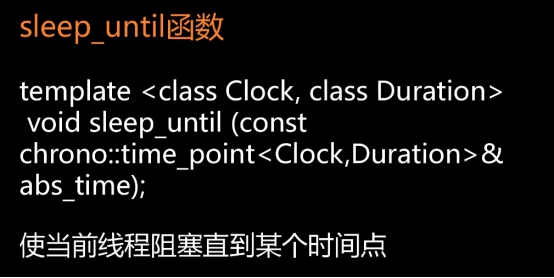 sleep_until函数
template <class Clock, class Duration>
void sleep_until (const
chrono::time_point<Clock,Duration>&
abs_time);
使当前线程阻塞直到某个时间点